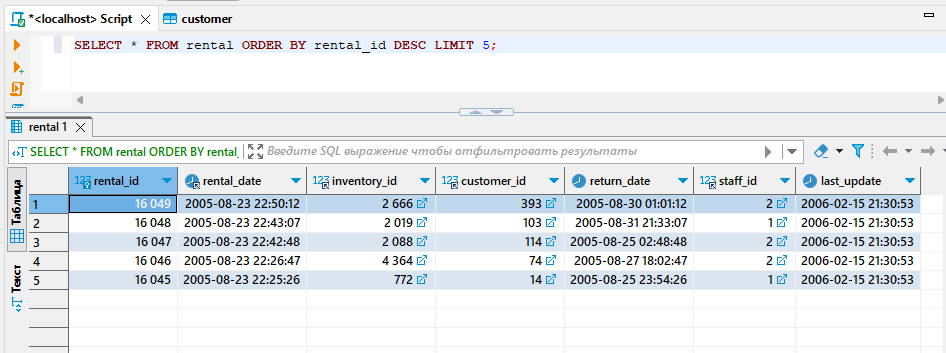 *<localhost> Script
customer
SELECT * FROM rental ORDER BY rental_id DESC LIMIT 5;
rental 1
SELECT * FROM rental ORDER BY rental_
Введите SQL выражение чтобы отфильтровать результаты
Таблица
Текст
rental_id rental_date inventory_id customer_id return_date staff_id last_update
1 16 049 2005-08-23 22:50:12 2 666 393 2005-08-30 01:01:12 2 2006-02-15 21:30:53
2 16 048 2005-08-23 22:43:07 2 019 103 2005-08-31 21:33:07 1 2006-02-15 21:30:53
3 16 047 2005-08-23 22:42:48 2 088 114 2005-08-25 02:48:48 2 2006-02-15 21:30:53
4 16 046 2005-08-23 22:26:47 4 364 74 2005-08-27 18:02:47 2 2006-02-15 21:30:53
5 16 045 2005-08-23 22:25:26 772 14 2005-08-25 23:54:26 1 2006-02-15 21:30:53